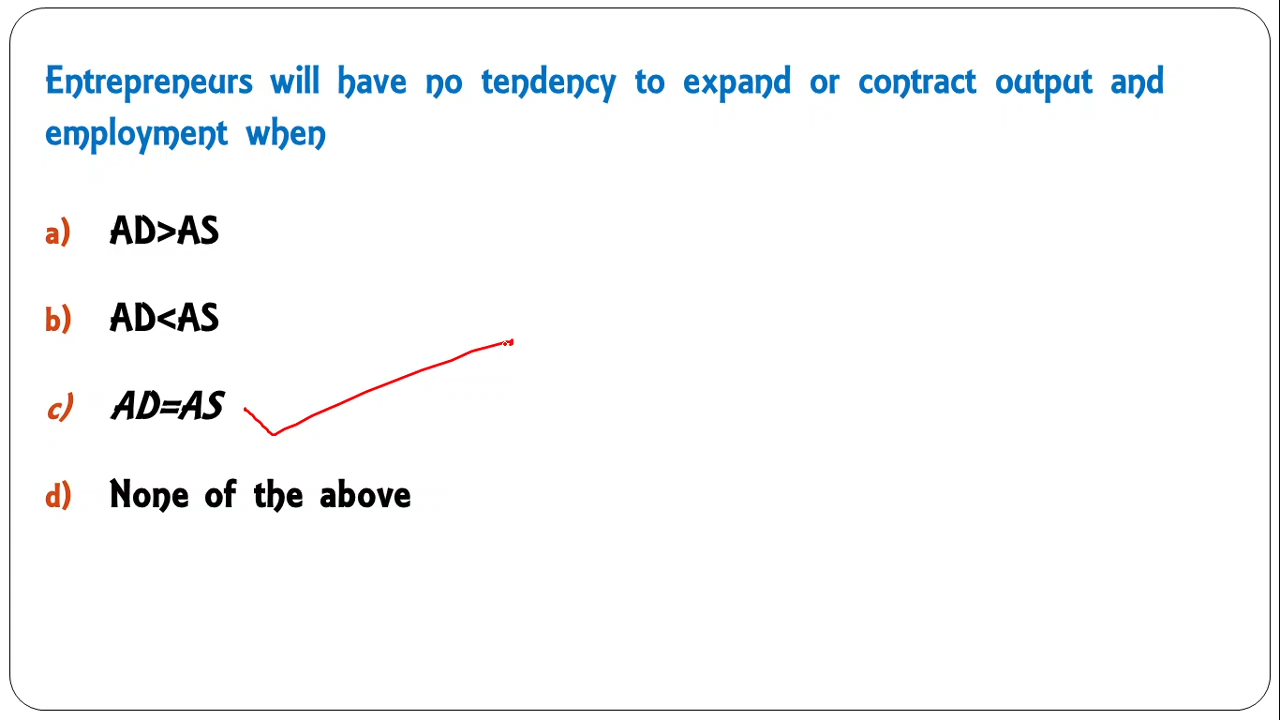 Entrepreneurs will have no tendency to expand or contract output and
employment when
a) AD>AS
b) AD<AS
c) AD=AS
d) None of the above